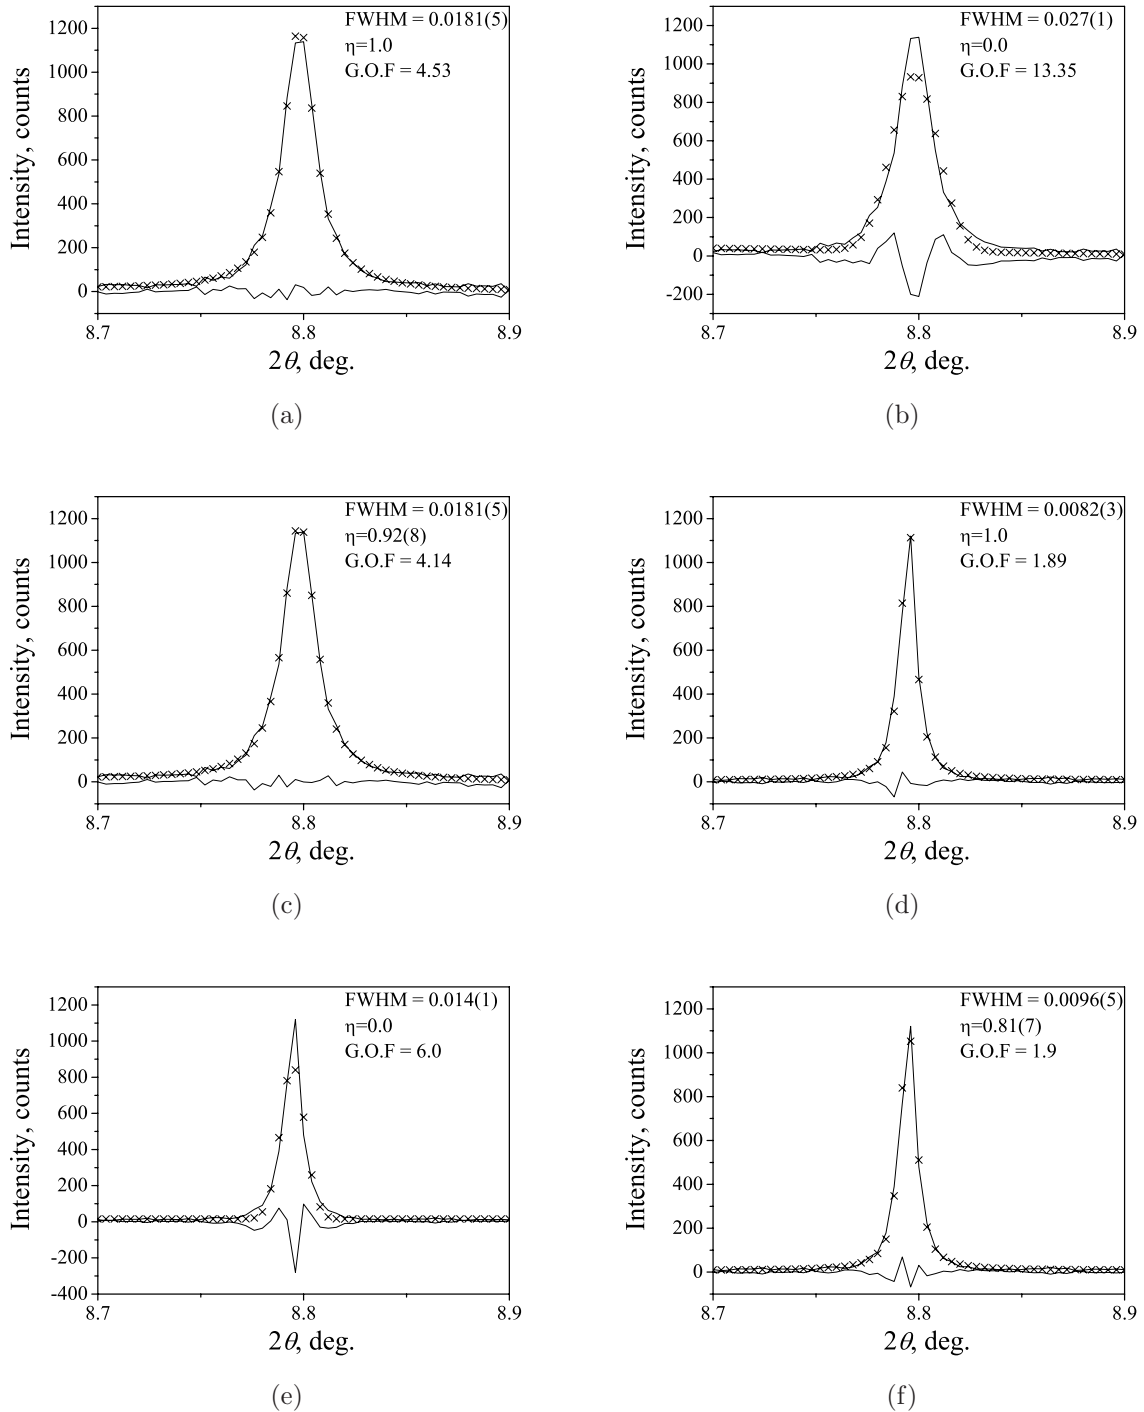 FWHM = 0.0181(5)
η=1.0
G.O.F = 4.53
Intensity, counts
1200
1000
800
600
400
200
0
8.7 8.8 8.9
2θ, deg.
(a)
FWHM = 0.027(1)
η=0.0
G.O.F = 13.35
Intensity, counts
1200
1000
800
600
400
200
0
-200
8.7 8.8 8.9
2θ, deg.
(b)
FWHM = 0.0181(5)
η=0.92(8)
G.O.F = 4.14
Intensity, counts
1200
1000
800
600
400
200
0
8.7 8.8 8.9
2θ, deg.
(c)
FWHM = 0.0082(3)
η=1.0
G.O.F = 1.89
Intensity, counts
1200
1000
800
600
400
200
0
8.7 8.8 8.9
2θ, deg.
(d)
FWHM = 0.014(1)
η=0.0
G.O.F = 6.0
Intensity, counts
1200
1000
800
600
400
200
0
-200
-400
8.7 8.8 8.9
2θ, deg.
(e)
FWHM = 0.0096(5)
η=0.81(7)
G.O.F = 1.9
Intensity, counts
1200
1000
800
600
400
200
0
8.7 8.8 8.9
2θ, deg.
(f)